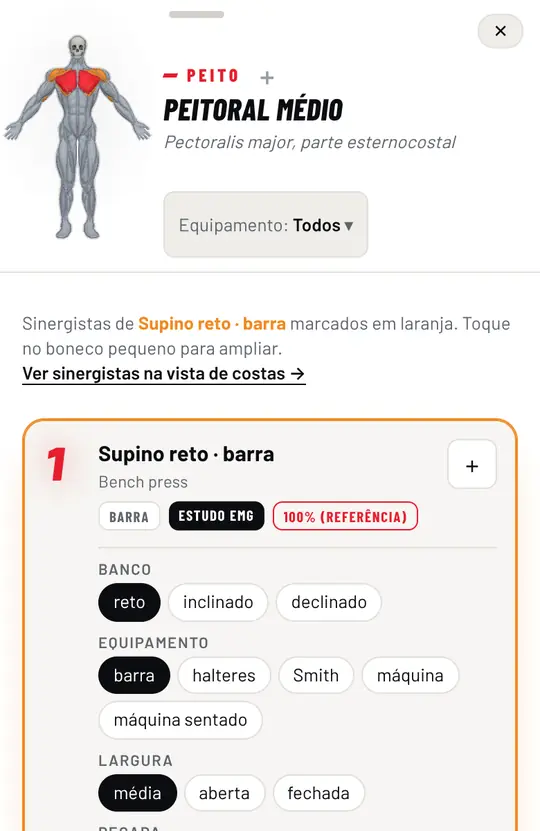 ✕
— PEITO +
PEITORAL MÉDIO
Pectoralis major, parte esternocostal
Equipamento: Todos ▾
Sinergistas de Supino reto · barra marcados em laranja. Toque
no boneco pequeno para ampliar.
Ver sinergistas na vista de costas →
1
Supino reto · barra
+
Bench press
BARRA ESTUDO EMG 100% (REFERÊNCIA)
BANCO
reto inclinado declinado
EQUIPAMENTO
barra halteres Smith máquina
máquina sentado
LARGURA
média aberta fechada